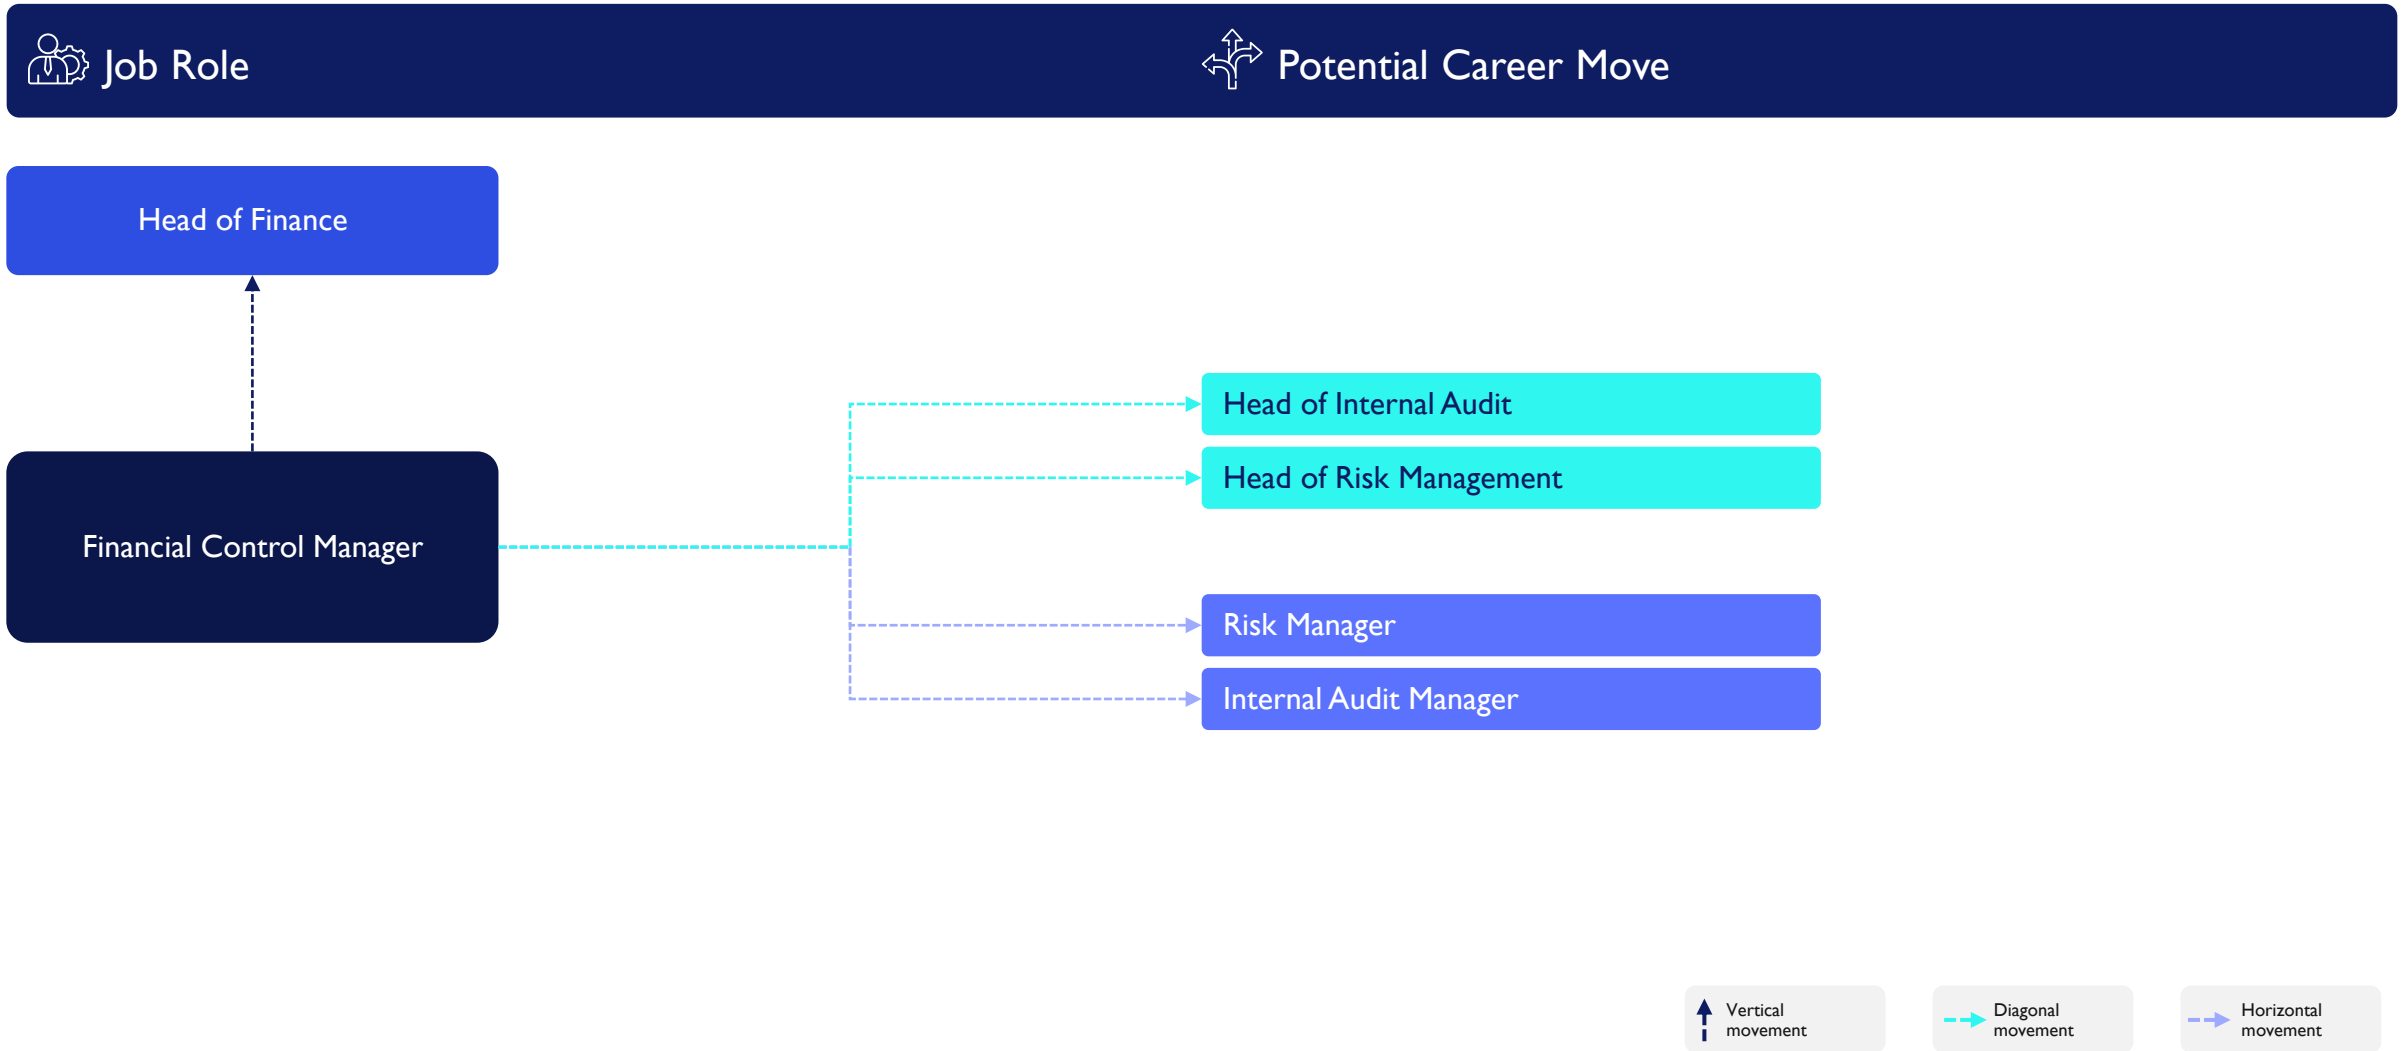 Job Role
Potential Career Move
Head of Finance
Head of Internal Audit
Head of Risk Management
Financial Control Manager
Risk Manager
Internal Audit Manager
Vertical
movement
Diagonal
movement
Horizontal
movement